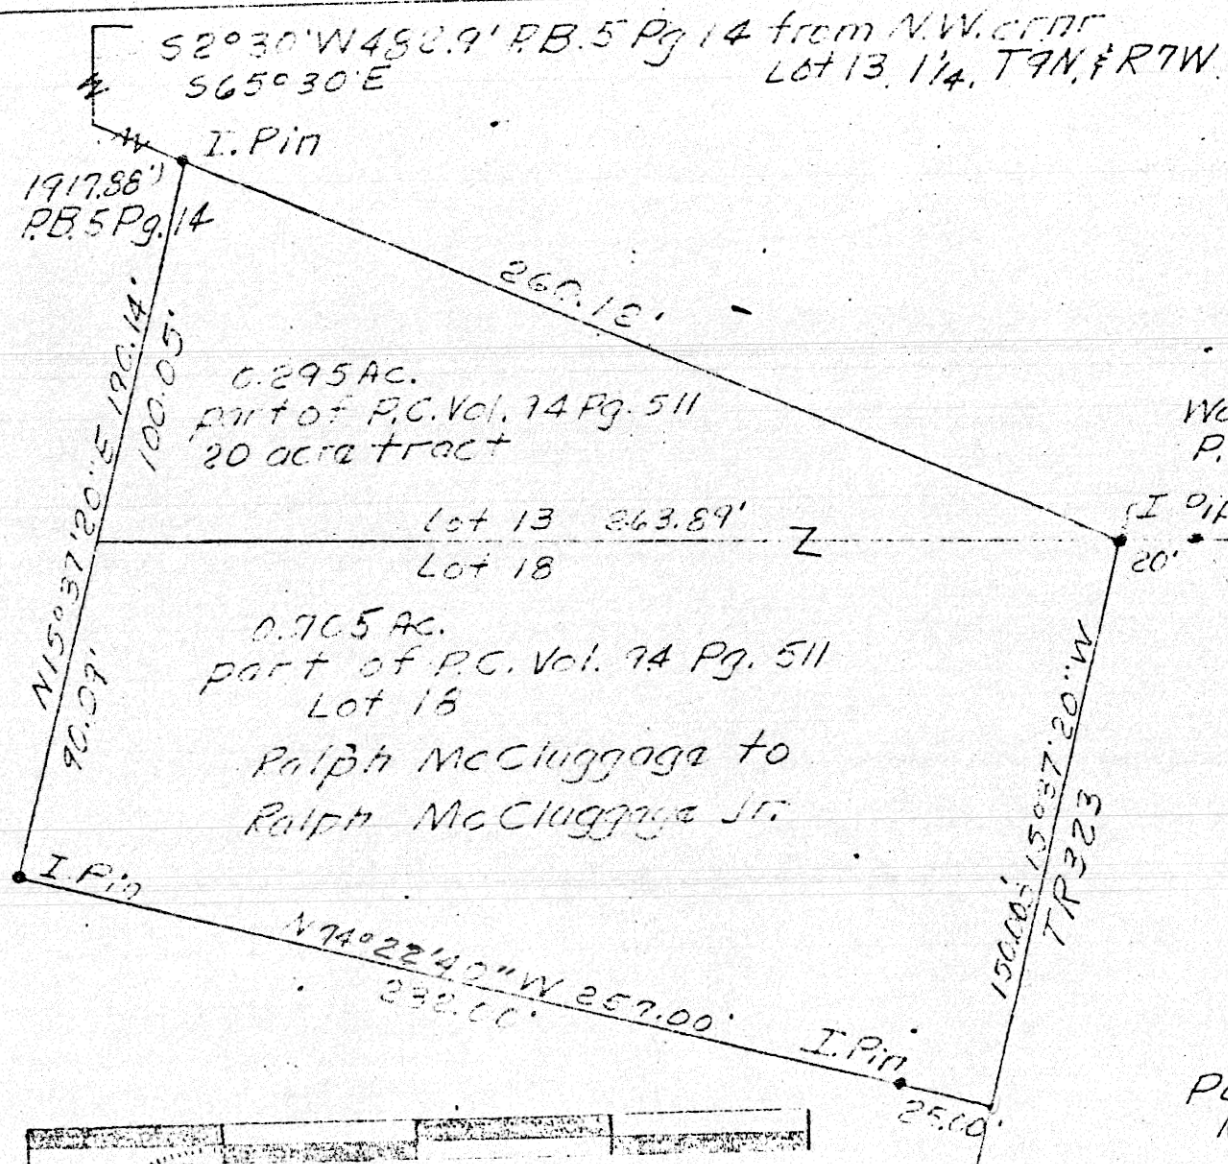 S2°30'W 482.9' P.B.5 Pg 14 from N.W. crnr
Lot 13, 1/4, T9N, & R7W
S65°30'E
I. Pin
1917.88')
P.B.5 Pg.14
260.18'
N15°37'20"E 190.14'
100.05'
0.295 Ac.
part of P.C. Vol. 94 Pg. 511
20 acre tract
P.
I
20'
Lot 13 263.89' Z
Lot 18
90.09'
0.705 Ac.
part of P.C. Vol. 94 Pg. 511
Lot 18
Ralph McCluggage to
Ralph McCluggage Jr.
150.00' 15°37'20"W
TR323
I. Pin
N74°22'40"W 257.00'
232.00'
I. Pin
25.00'